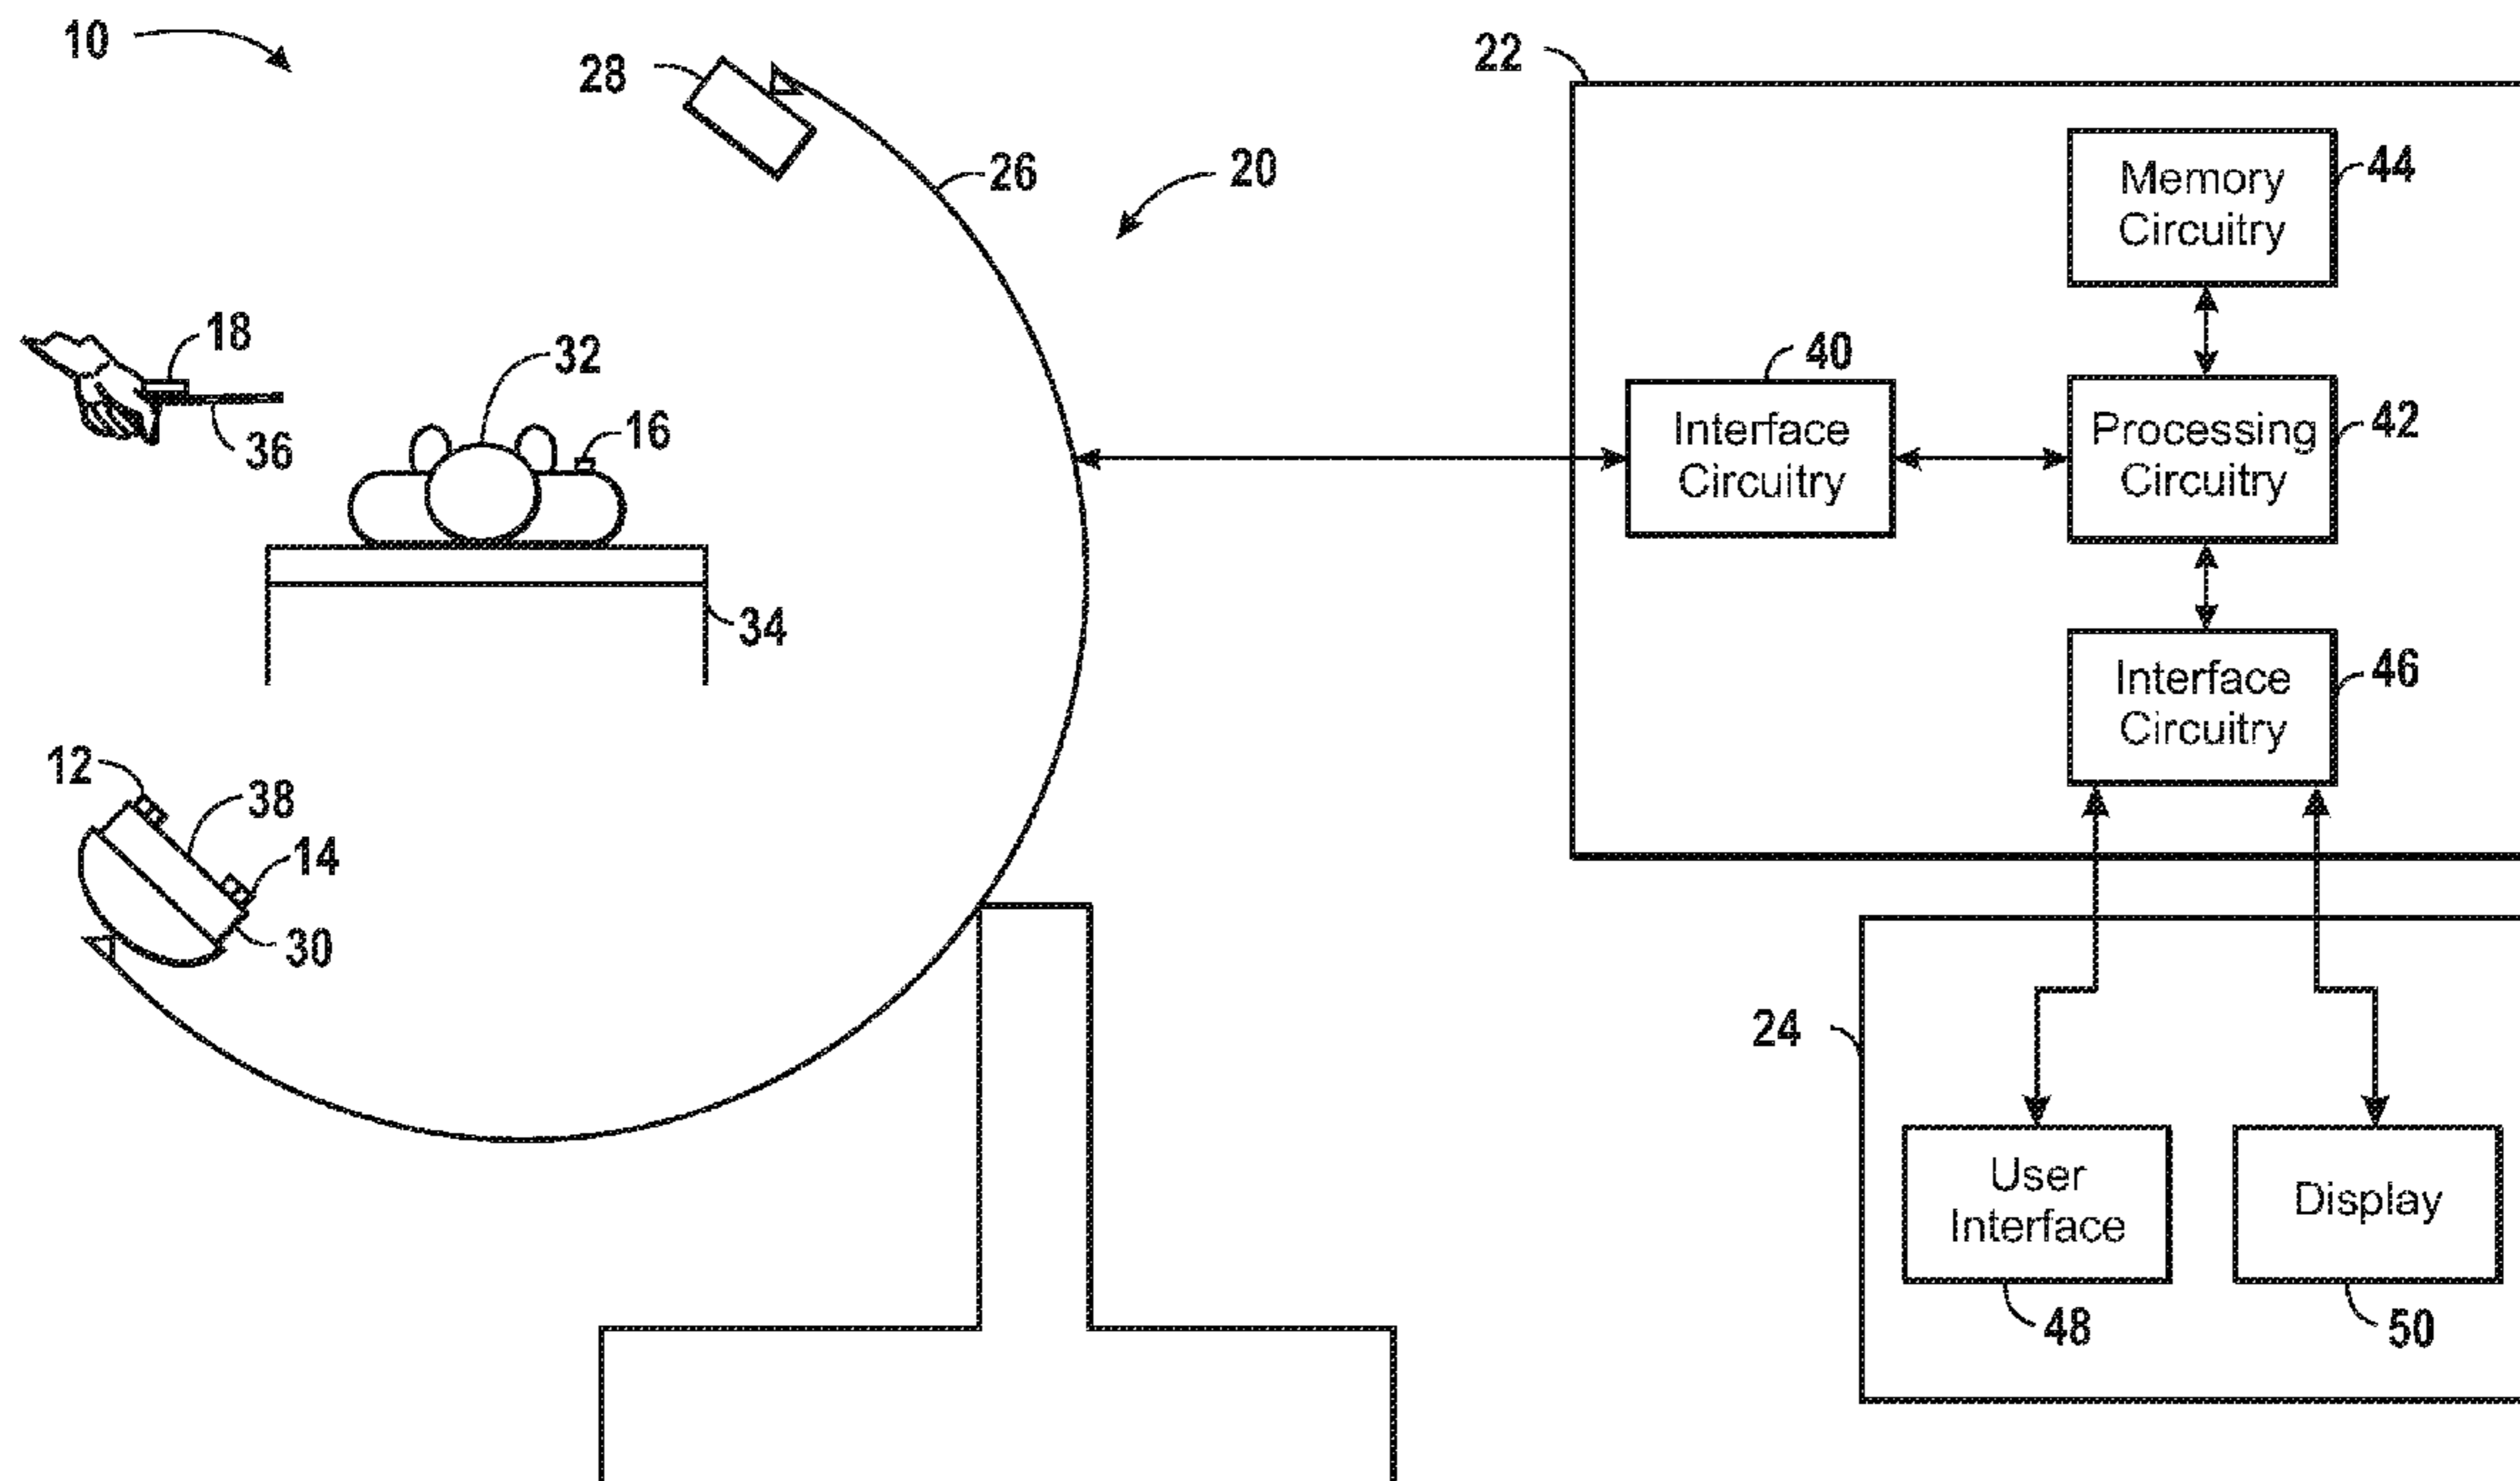 10
28
22
26
20
Memory
Circuitry
44
18
32
16
36
40
Interface
Circuitry
Processing
Circuitry
42
34
Interface
Circuitry
46
12
38
14
30
24
User
Interface
48
Display
50